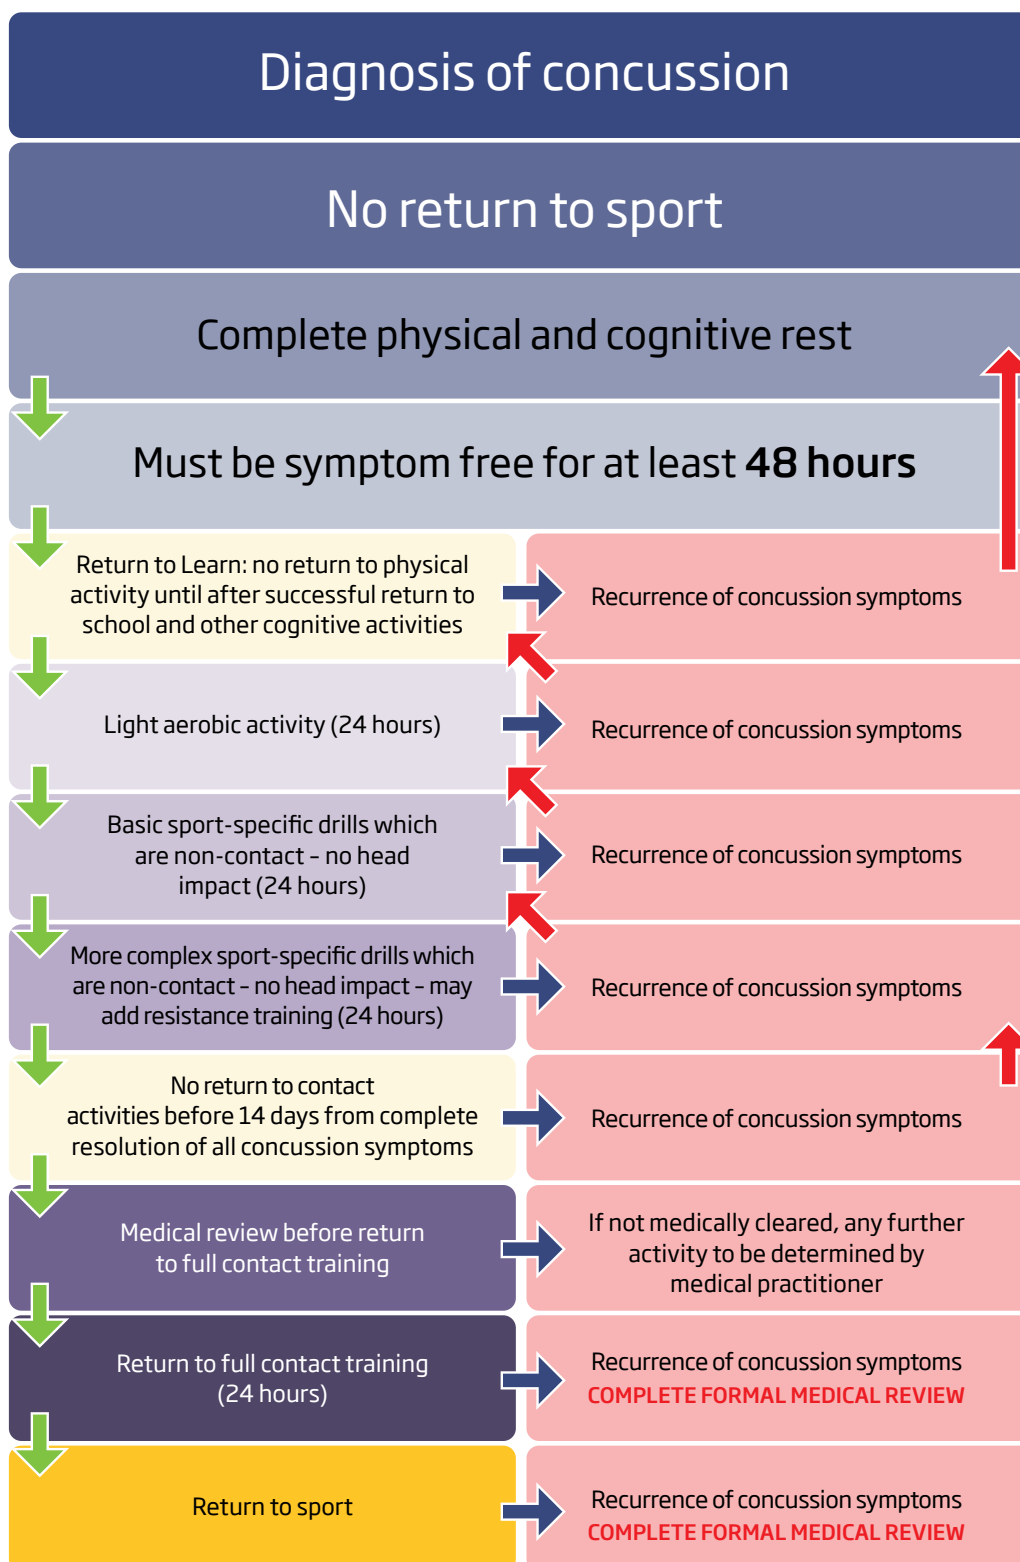 Diagnosis of concussion
No return to sport
Complete physical and cognitive rest
Must be symptom free for at least 48 hours
Return to Learn: no return to physical
activity until after successful return to
school and other cognitive activities
Recurrence of concussion symptoms
Light aerobic activity (24 hours)
Recurrence of concussion symptoms
Basic sport-specific drills which
are non-contact – no head
impact (24 hours)
Recurrence of concussion symptoms
More complex sport-specific drills which
are non-contact – no head impact – may
add resistance training (24 hours)
Recurrence of concussion symptoms
No return to contact
activities before 14 days from complete
resolution of all concussion symptoms
Recurrence of concussion symptoms
Medical review before return
to full contact training
If not medically cleared, any further
activity to be determined by
medical practitioner
Return to full contact training
(24 hours)
Recurrence of concussion symptoms
COMPLETE FORMAL MEDICAL REVIEW
Return to sport
Recurrence of concussion symptoms
COMPLETE FORMAL MEDICAL REVIEW